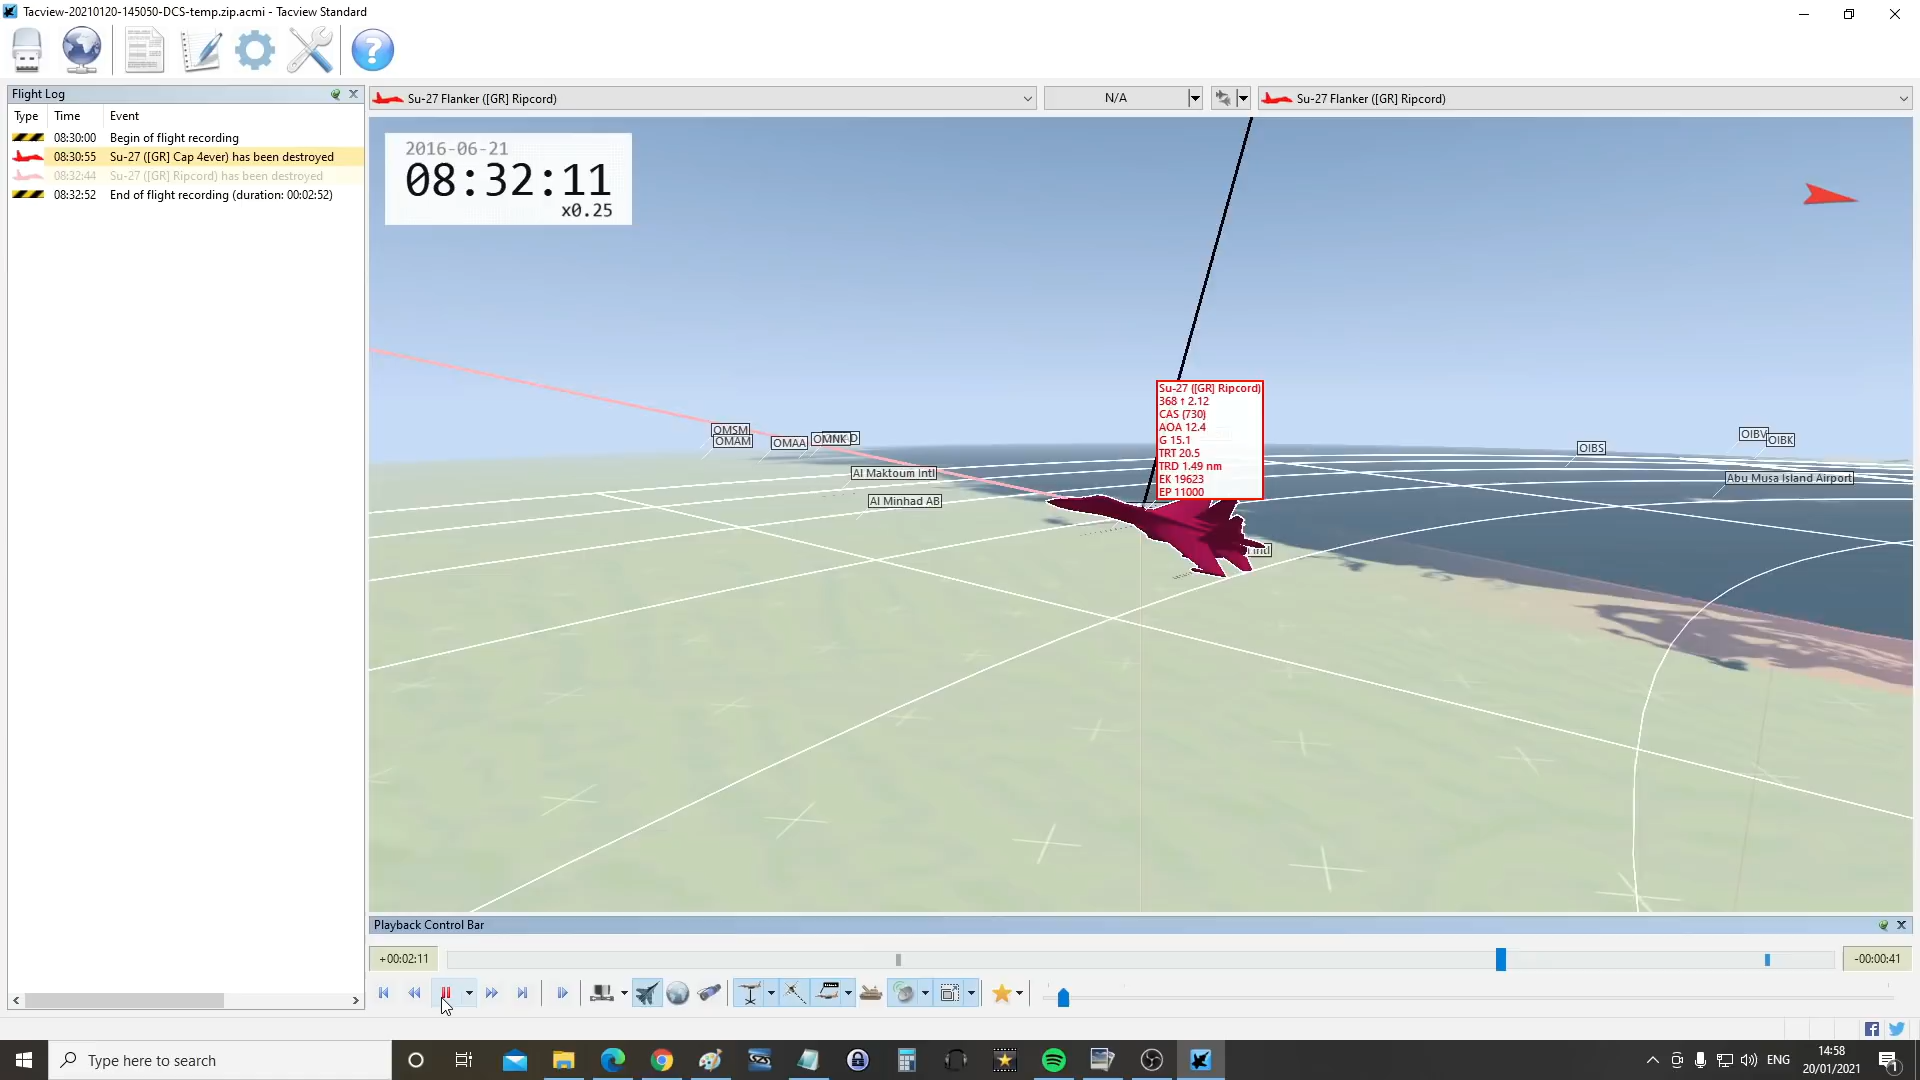 Tacview-20210120-145050-DCS-temp.zip.acmi - Tacview Standard
Flight Log
Type Time Event
08:30:00 Begin of flight recording
08:30:55 Su-27 ([GR] Cap 4ever) has been destroyed
08:32:44 Su-27 ([GR] Ripcord) has been destroyed
08:32:52 End of flight recording (duration: 00:02:52)
Su-27 Flanker ([GR] Ripcord)
N/A
Su-27 Flanker ([GR] Ripcord)
2016-06-21
08:32:11
x0.25
Su-27 ([GR] Ripcord)
368 ↑ 2.12
CAS (730)
AOA 12.4
G 15.1
TRT 20.5
TRD 1.49 nm
EK 19623
EP 11000
OMSM
OMAM
OMAA
OMNK
Al Maktoum Intl
Al Minhad AB
OIBS
OIBV
OIBK
Abu Musa Island Airport
Playback Control Bar
+00:02:11
-00:00:41
Type here to search
ENG
14:58
20/01/2021